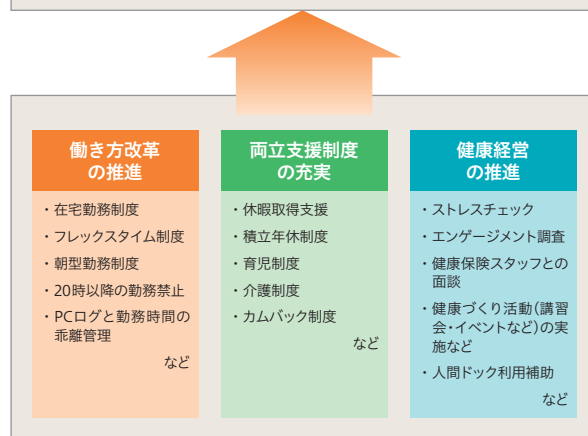 働き方改革
の推進
・在宅勤務制度
・フレックスタイム制度
・朝型勤務制度
・20時以降の勤務禁止
・PCログと勤務時間の
乖離管理
など
両立支援制度
の充実
・休暇取得支援
・積立年休制度
・育児制度
・介護制度
・カムバック制度
など
健康経営
の推進
・ストレスチェック
・エンゲージメント調査
・健康保険スタッフとの
面談
・健康づくり活動(講習
会・イベントなど)の実
施など
・人間ドック利用補助
など